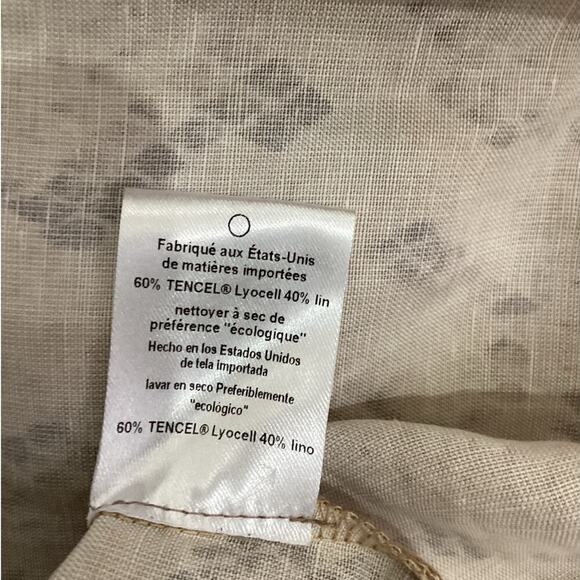 Fabriqué aux États-Unis
de matières importées
60% TENCEL® Lyocell 40% lin
nettoyer à sec de
préférence "écologique"
Hecho en los Estados Unidos
de tela importada
lavar en seco Preferiblemente
"ecológico"
60% TENCEL® Lyocell 40% lino